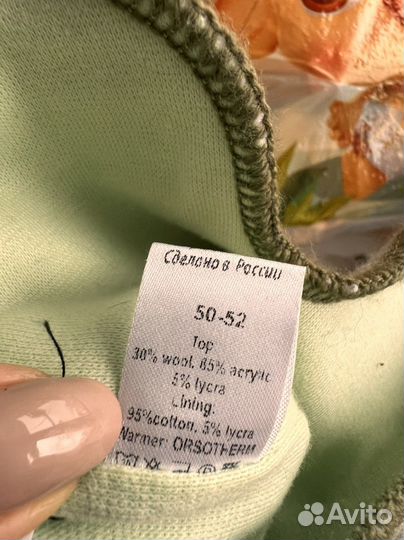 Сделано в России
50-52
Top
30% wool, 65% acrylic
5% lycra
Lining:
95%cotton, 5% lycra
Warmer: ORSOTHERM
Avito